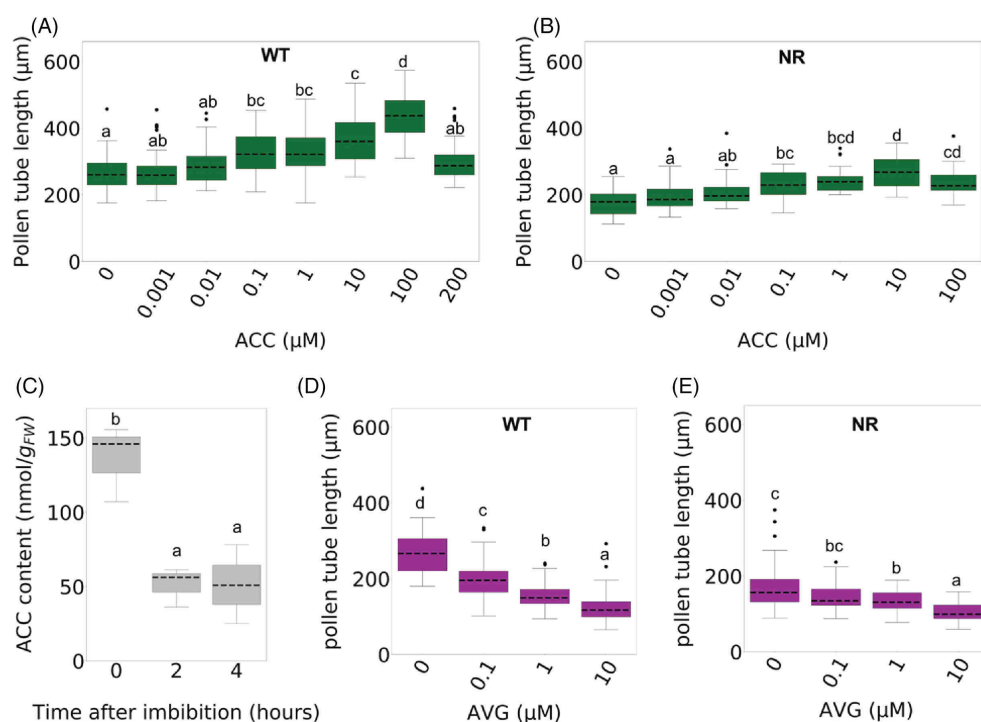 (A)
WT
Pollen tube length (µm)
600
400
200
0
a
ab
ab
bc
bc
c
d
ab
0
0.001
0.01
0.1
1
10
100
200
ACC (µM)
(B)
NR
Pollen tube length (µm)
600
400
200
0
a
a
ab
bc
bcd
d
cd
0
0.001
0.01
0.1
1
10
100
ACC (µM)
(C)
ACC content (nmol/gFW)
150
100
50
0
b
a
a
0
2
4
Time after imbibition (hours)
(D)
WT
pollen tube length (µm)
600
400
200
0
d
c
b
a
0
0.1
1
10
AVG (µM)
(E)
NR
pollen tube length (µm)
600
400
200
0
c
bc
b
a
0
0.1
1
10
AVG (µM)